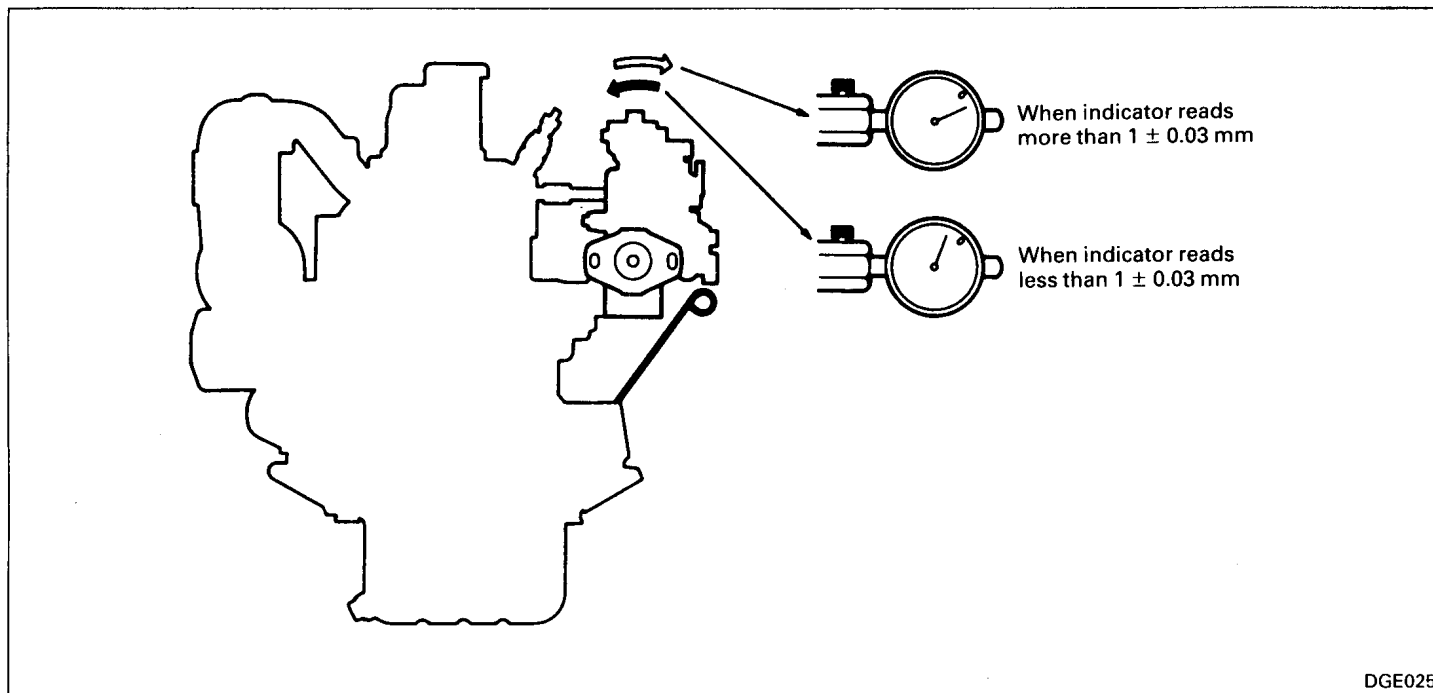 When indicator reads
more than 1 ± 0.03 mm
When indicator reads
less than 1 ± 0.03 mm
DGE025